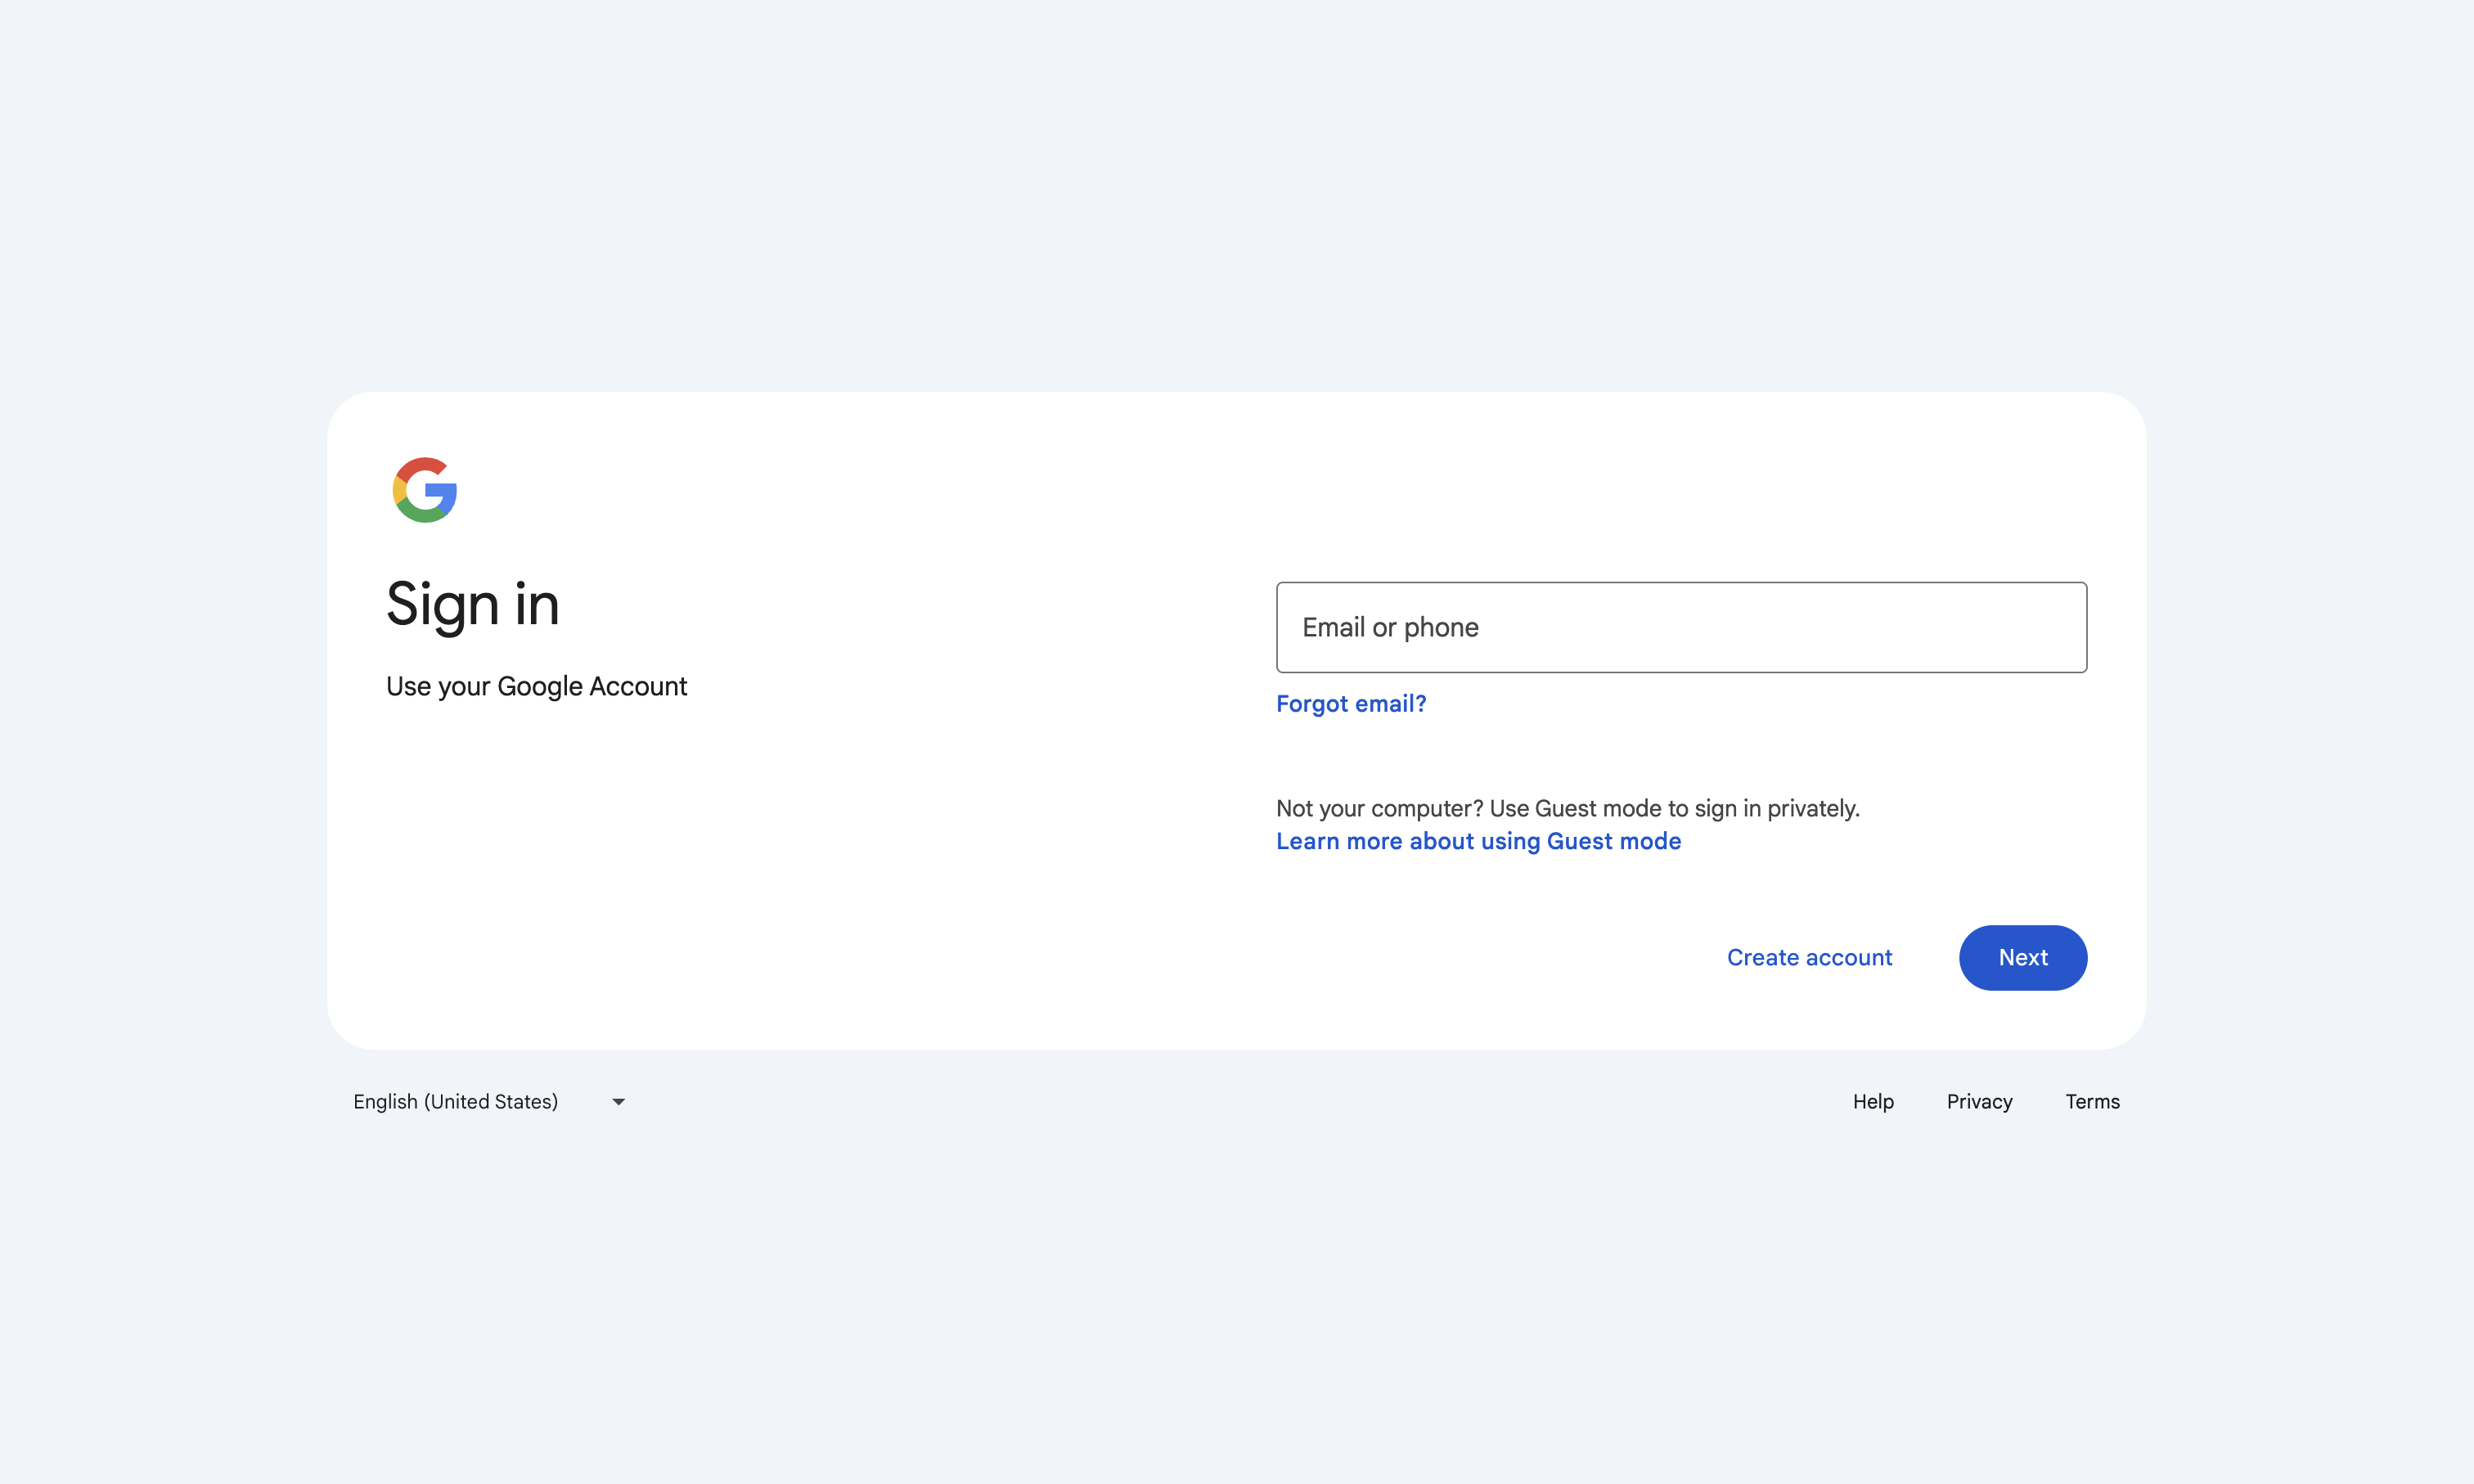 Sign in
Use your Google Account
Email or phone
Forgot email?
Not your computer? Use Guest mode to sign in privately.
Learn more about using Guest mode
Create account
Next
English (United States)
Help
Privacy
Terms